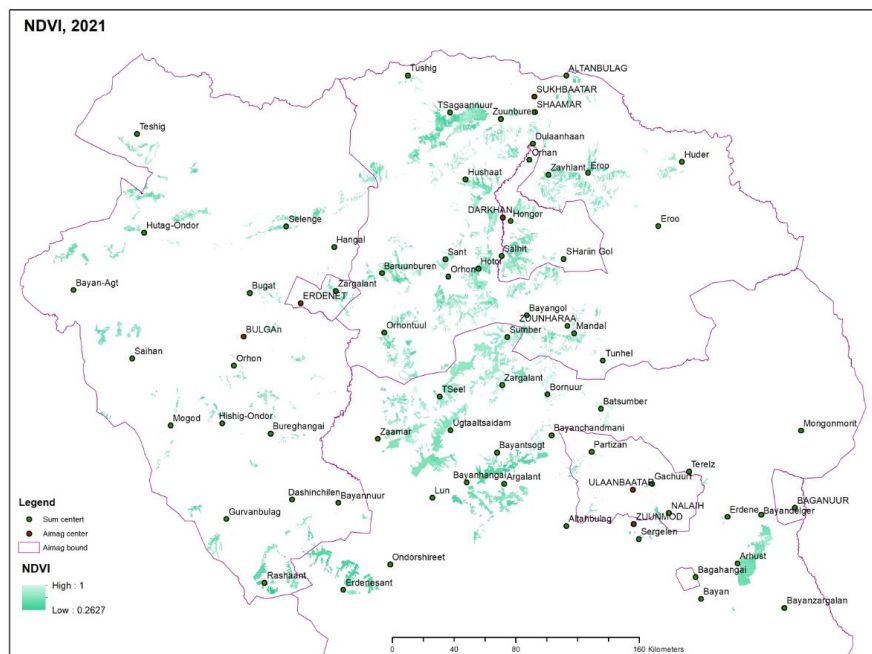 NDVI, 2021
Tushig
ALTANBULAG
SUKHBAATAR
TSagaannuur
SHAAMAR
Zuunburen
Teshig
Dulaanhaan
Orhan
Huder
Zavhlant
Eroo
Hushaat
DARKHAN
Hongor
Hutag-Ondor
Selenge
Eroo
Hangal
Salhit
Sant
SHariin Gol
Hotol
Baruunburen
Orhon
Bayan-Agt
Bugat
Zargalant
ERDENET
Bayangol
ZUUNHARAA
Orhontuul
Sumber
Mandal
BULGAn
Saihan
Orhon
Tunhel
Zargalant
TSeel
Bornuur
Batsumber
Mogod
Hishig-Ondor
Bureghangai
Ugtaaltsaidam
Zaamar
Bayanchandmani
Mongonmorit
Bayantsogt
Partizan
Terelz
Bayanhangai
Argalant
ULAANBAATAR
Gachuurt
Legend
Sum centert
Aimag center
Aimag bound
Dashinchilen
Bayannuur
Lun
BAGANUUR
Gurvanbulag
NALAIH
Erdene
Bayandelger
Altanbulag
ZUUNMOD
Sergelen
NDVI
High : 1
Low : 0.2627
Ondorshireet
Arhust
Rashaant
Erdenesant
Bagahangai
Bayan
Bayanzargalan
0 40 80 160 Kilometers